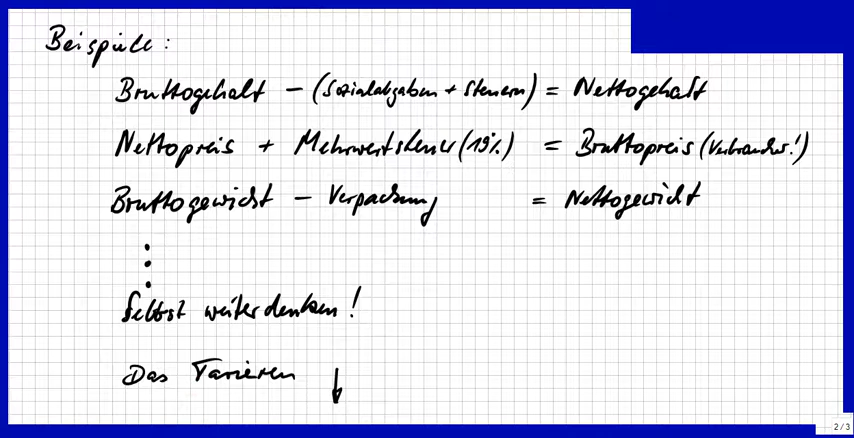 Beispiele:
Bruttogehalt - (Sozialabgaben + Steuern) = Nettogehalt
Nettopreis + Mehrwertsteuer (19%) = Bruttopreis (Verbraucher!)
Bruttogewicht - Verpackung = Nettogewicht
⋮
Selbst weiterdenken!
Das Tarieren ↓
2/3